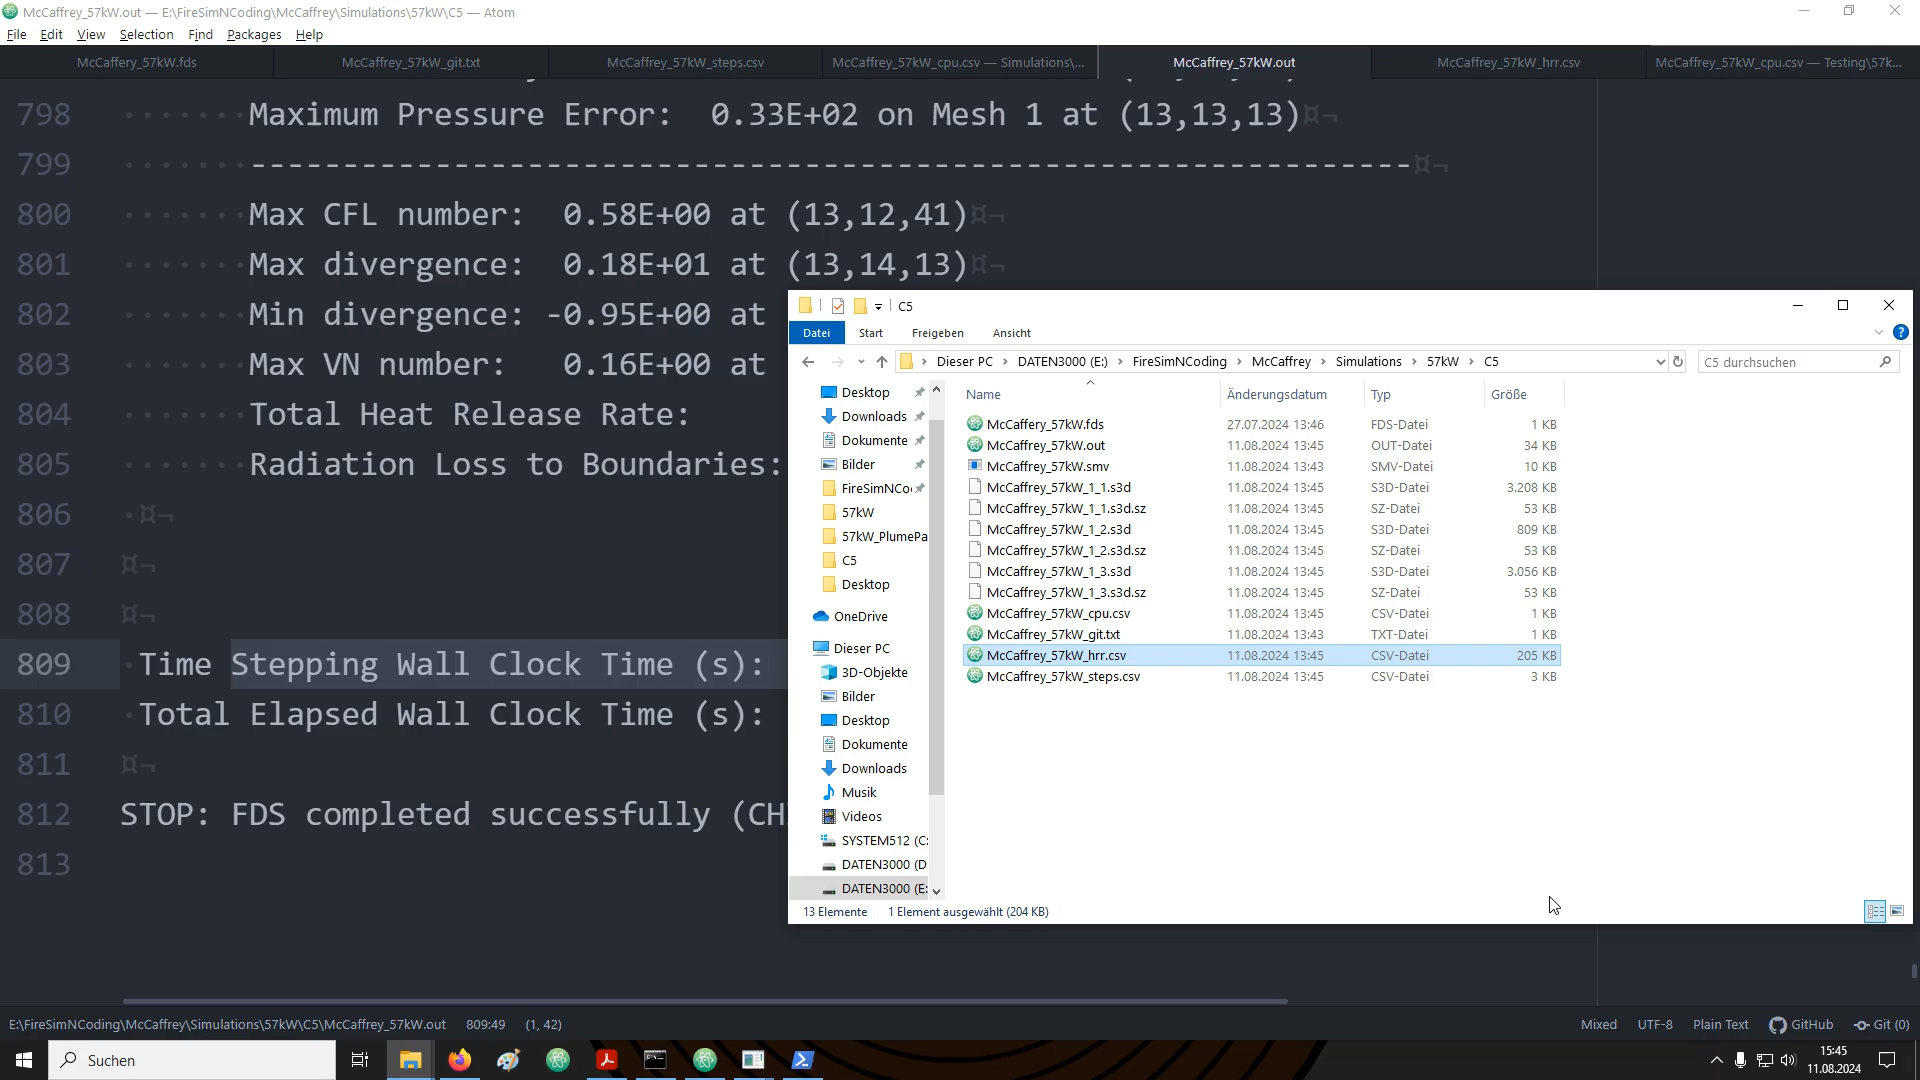 McCaffrey_57kW.out — E:\FireSimNCoding\McCaffrey\Simulations\57kW\C5 — Atom
File Edit View Selection Find Packages Help
McCaffery_57kW.fds McCaffrey_57kW_git.txt McCaffrey_57kW_steps.csv McCaffrey_57kW_cpu.csv — Simulations\... McCaffrey_57kW.out McCaffrey_57kW_hrr.csv McCaffrey_57kW_cpu.csv — Testing\57k...
798 Maximum Pressure Error: 0.33E+02 on Mesh 1 at (13,13,13)
799 ---------------------------------------------------------------
800 Max CFL number: 0.58E+00 at (13,12,41)
801 Max divergence: 0.18E+01 at (13,14,13)
802 Min divergence: -0.95E+00 at
803 Max VN number: 0.16E+00 at
804 Total Heat Release Rate:
805 Radiation Loss to Boundaries:
806
807
808
809 Time Stepping Wall Clock Time (s):
810 Total Elapsed Wall Clock Time (s):
811
812 STOP: FDS completed successfully (CH
813
C5
Datei Start Freigeben Ansicht
Dieser PC DATEN3000 (E:) FireSimNCoding McCaffrey Simulations 57kW C5 C5 durchsuchen
Desktop
Downloads
Dokumente
Bilder
FireSimNCo
57kW
57kW_PlumePa
C5
Desktop
OneDrive
Dieser PC
3D-Objekte
Bilder
Desktop
Dokumente
Downloads
Musik
Videos
SYSTEM512 (C:
DATEN3000 (D
DATEN3000 (E:
Name Änderungsdatum Typ Größe
McCaffery_57kW.fds 27.07.2024 13:46 FDS-Datei 1 KB
McCaffrey_57kW.out 11.08.2024 13:45 OUT-Datei 34 KB
McCaffrey_57kW.smv 11.08.2024 13:43 SMV-Datei 10 KB
McCaffrey_57kW_1_1.s3d 11.08.2024 13:45 S3D-Datei 3.208 KB
McCaffrey_57kW_1_1.s3d.sz 11.08.2024 13:45 SZ-Datei 53 KB
McCaffrey_57kW_1_2.s3d 11.08.2024 13:45 S3D-Datei 809 KB
McCaffrey_57kW_1_2.s3d.sz 11.08.2024 13:45 SZ-Datei 53 KB
McCaffrey_57kW_1_3.s3d 11.08.2024 13:45 S3D-Datei 3.056 KB
McCaffrey_57kW_1_3.s3d.sz 11.08.2024 13:45 SZ-Datei 53 KB
McCaffrey_57kW_cpu.csv 11.08.2024 13:45 CSV-Datei 1 KB
McCaffrey_57kW_git.txt 11.08.2024 13:43 TXT-Datei 1 KB
McCaffrey_57kW_hrr.csv 11.08.2024 13:45 CSV-Datei 205 KB
McCaffrey_57kW_steps.csv 11.08.2024 13:45 CSV-Datei 3 KB
13 Elemente 1 Element ausgewählt (204 KB)
E:\FireSimNCoding\McCaffrey\Simulations\57kW\C5\McCaffrey_57kW.out 809:49 (1, 42) Mixed UTF-8 Plain Text GitHub Git (0)
Suchen
15:45
11.08.2024